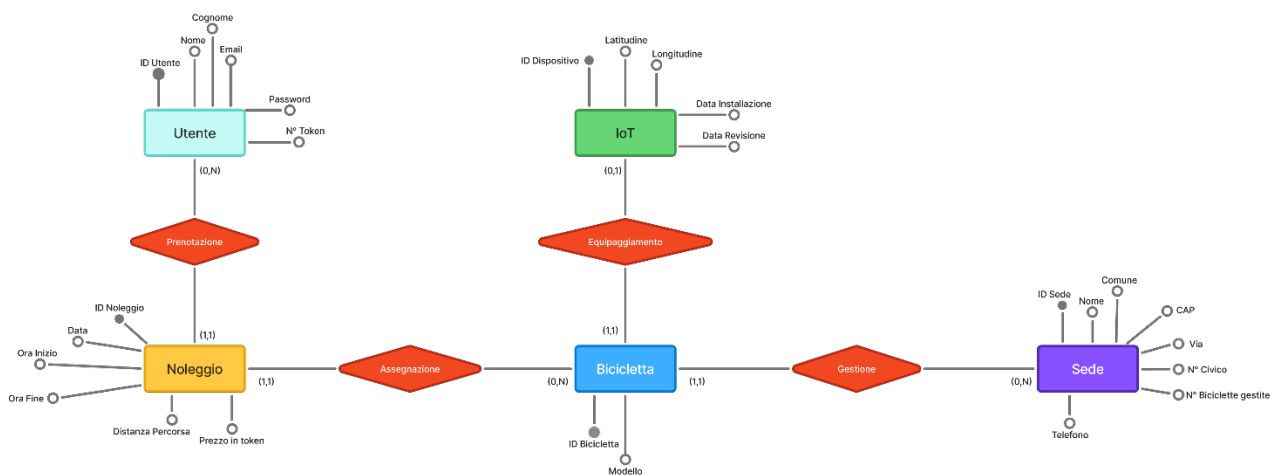 Cognome
Nome
Email
ID Utente
Password
N° Token
Utente
(0,N)
Prenotazione
(1,1)
Latitudine
Longitudine
ID Dispositivo
Data Installazione
Data Revisione
IoT
(0,1)
Equipaggiamento
(1,1)
ID Noleggio
Data
Ora Inizio
Ora Fine
Noleggio
Distanza Percorsa
Prezzo in token
(1,1)
Assegnazione
(0,N)
Bicicletta
ID Bicicletta
Modello
(1,1)
Gestione
(0,N)
Sede
ID Sede
Nome
Comune
CAP
Via
N° Civico
N° Biciclette gestite
Telefono